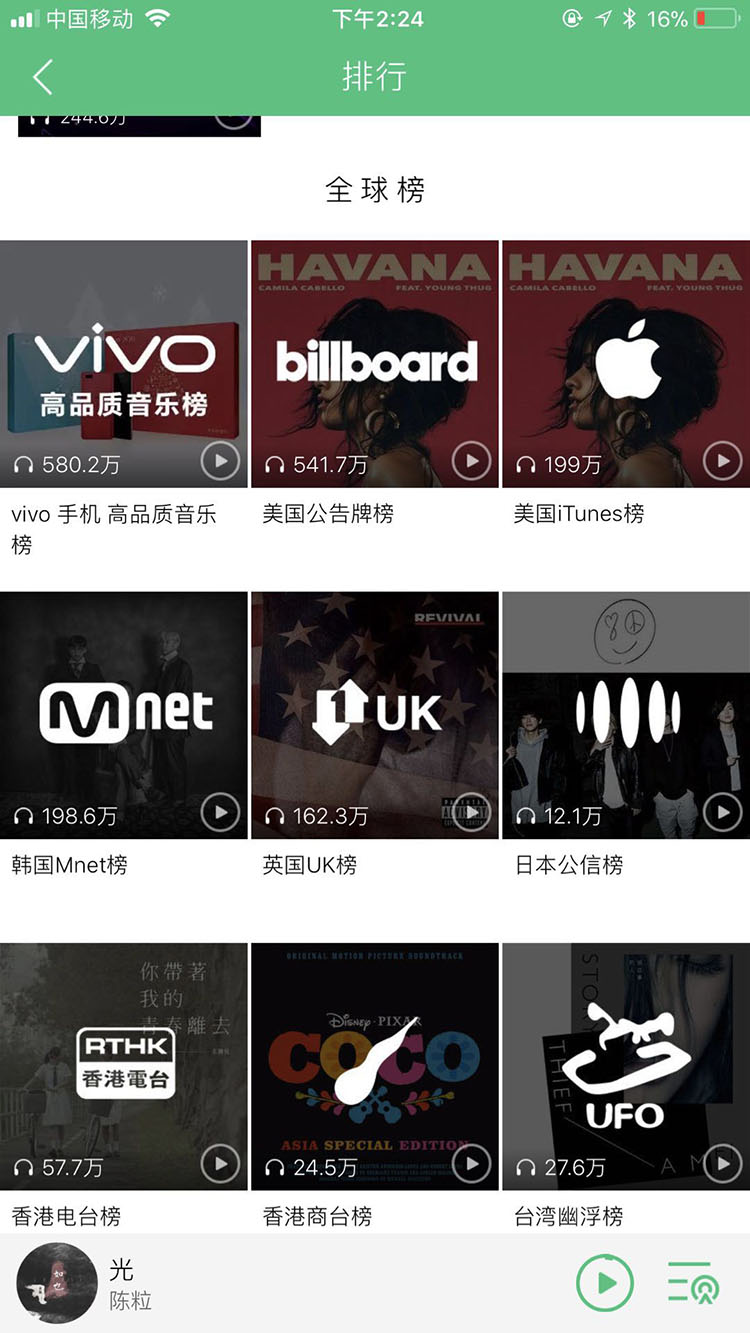 中国移动
下午2:24
16%
排行
244.6万
全球榜
vivo
高品质音乐榜
580.2万
HAVANA
CAMILA CABELLO FEAT. YOUNG THUG
billboard
541.7万
HAVANA
CAMILA CABELLO FEAT. YOUNG THUG
199万
vivo 手机 高品质音乐
榜
美国公告牌榜
美国iTunes榜
Mnet
198.6万
REVIVAL
1 UK
162.3万
12.1万
韩国Mnet榜
英国UK榜
日本公信榜
你帶著
我的
青春離去
RTHK
香港電台
57.7万
ORIGINAL MOTION PICTURE SOUNDTRACK
Disney·PIXAR
COCO
ASIA SPECIAL EDITION
24.5万
STORY
THIEF
UFO
27.6万
香港电台榜
香港商台榜
台湾幽浮榜
如也
光
陈粒